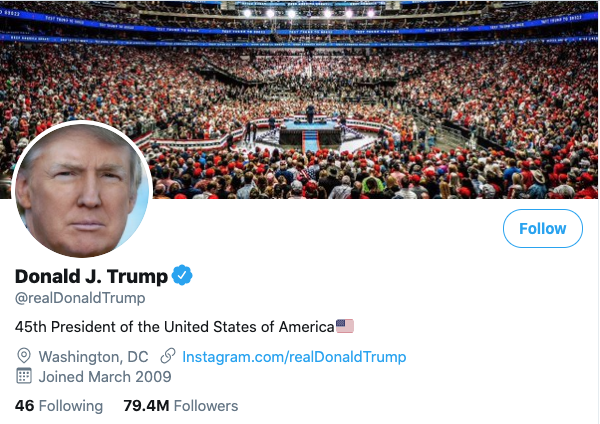 Follow
Donald J. Trump
@realDonaldTrump
45th President of the United States of America🇺🇸
Washington, DC Instagram.com/realDonaldTrump
Joined March 2009
46 Following 79.4M Followers